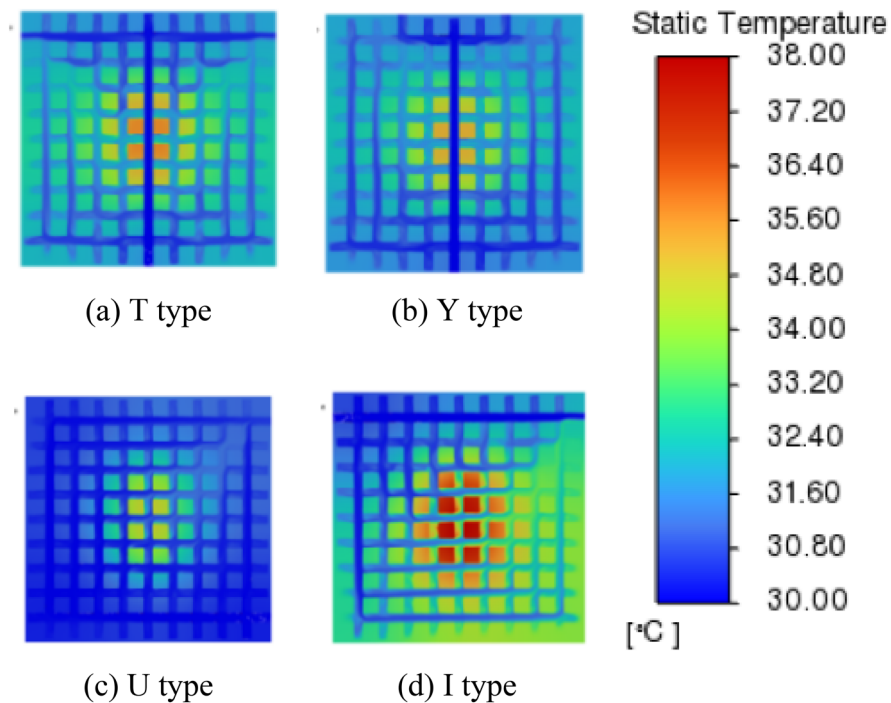 Static Temperature
38.00
37.20
36.40
35.60
34.80
34.00
33.20
32.40
31.60
30.80
30.00
[°C ]
(a) T type
(b) Y type
(c) U type
(d) I type